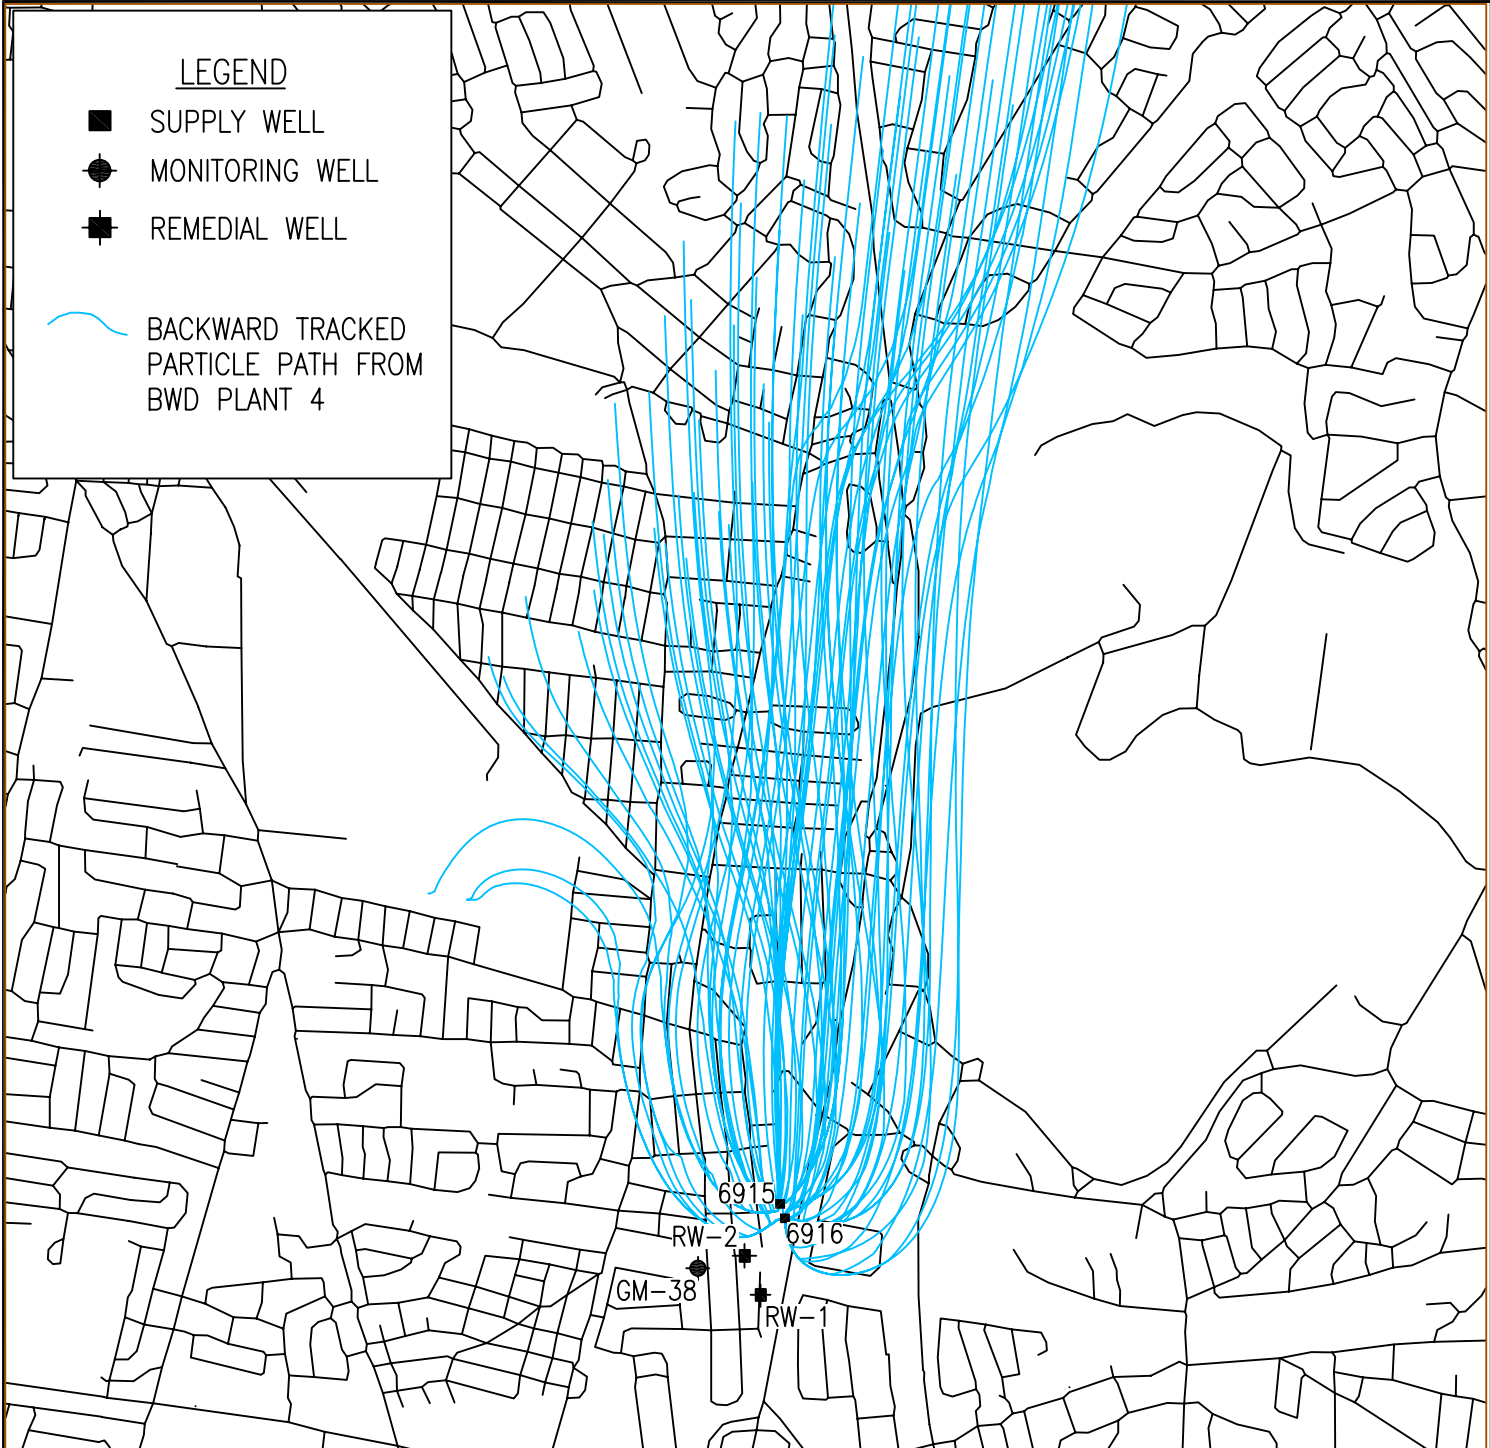 LEGEND
SUPPLY WELL
MONITORING WELL
REMEDIAL WELL
BACKWARD TRACKED
PARTICLE PATH FROM
BWD PLANT 4
6915
6916
RW-2
GM-38
RW-1